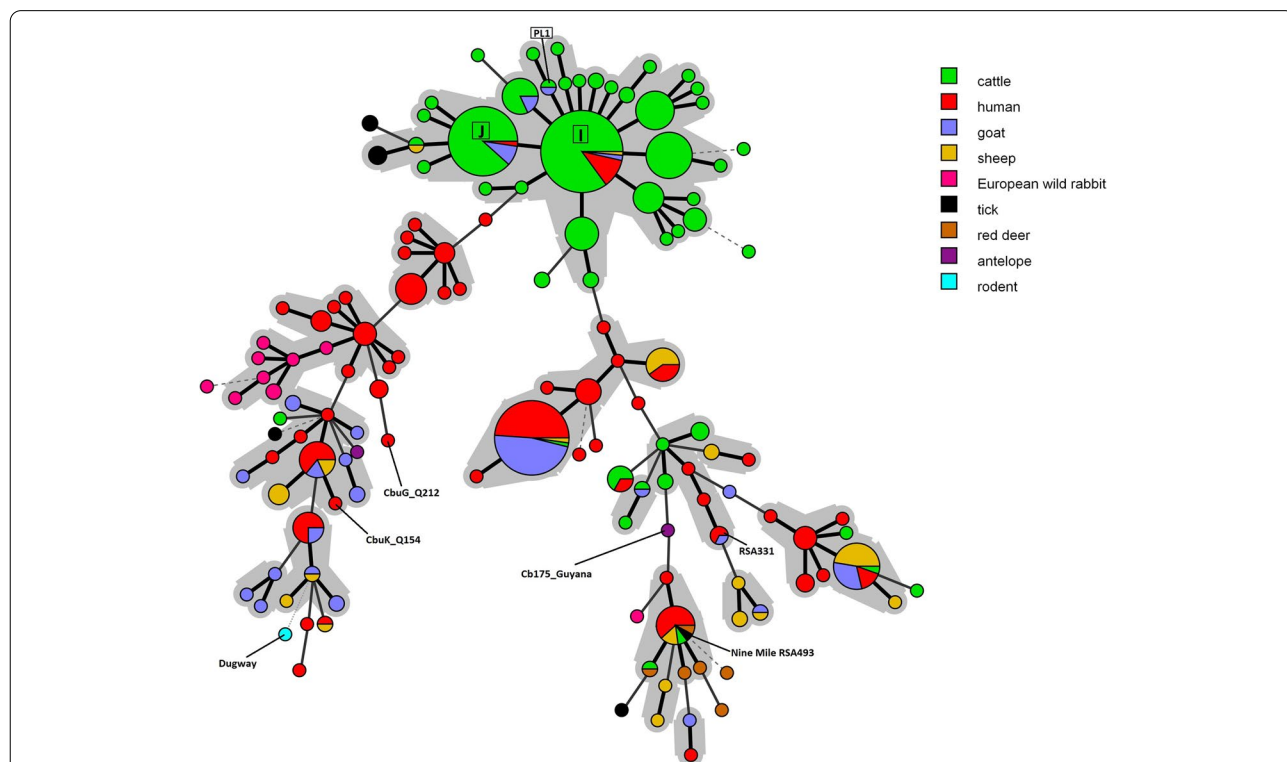 PL1
J
I
cattle
human
goat
sheep
European wild rabbit
tick
red deer
antelope
rodent
CbuG_Q212
CbuK_Q154
RSA331
Cb175_Guyana
Nine Mile RSA493
Dugway